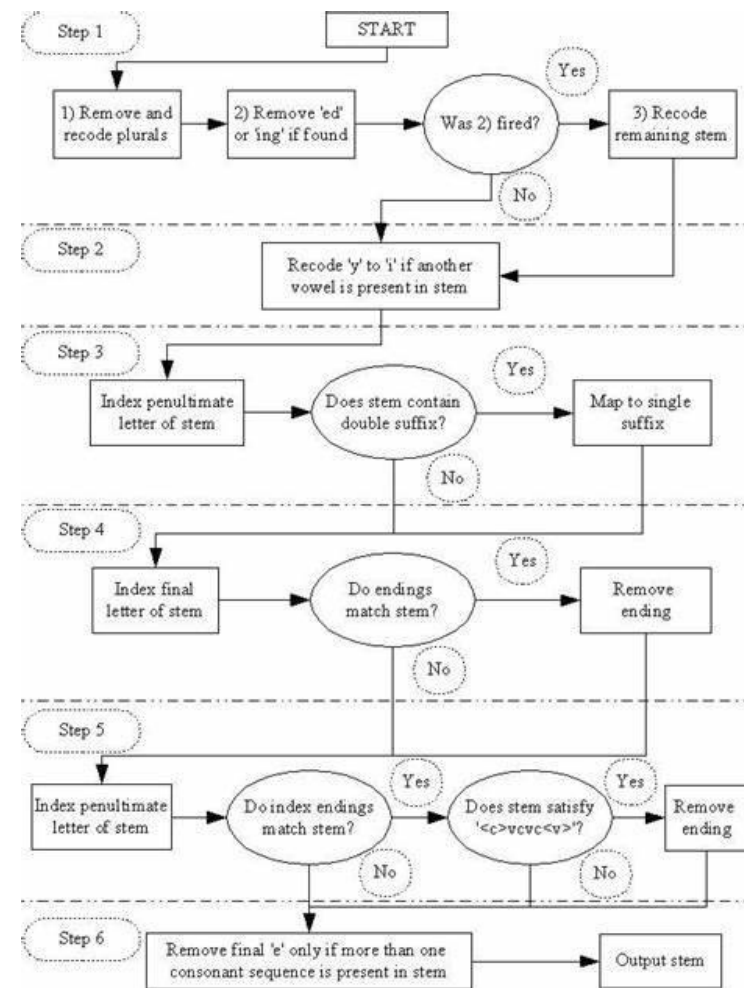 Step 1
START
1) Remove and
recode plurals
2) Remove 'ed'
or 'ing' if found
Was 2) fired?
Yes
3) Recode
remaining stem
No
Step 2
Recode 'y' to 'i' if another
vowel is present in stem
Step 3
Index penultimate
letter of stem
Does stem contain
double suffix?
Yes
Map to single
suffix
No
Step 4
Index final
letter of stem
Do endings
match stem?
Yes
Remove
ending
No
Step 5
Index penultimate
letter of stem
Do index endings
match stem?
Yes
Does stem satisfy
'<c>vcvc<v>'?
Yes
Remove
ending
No
No
Step 6
Remove final 'e' only if more than one
consonant sequence is present in stem
Output stem